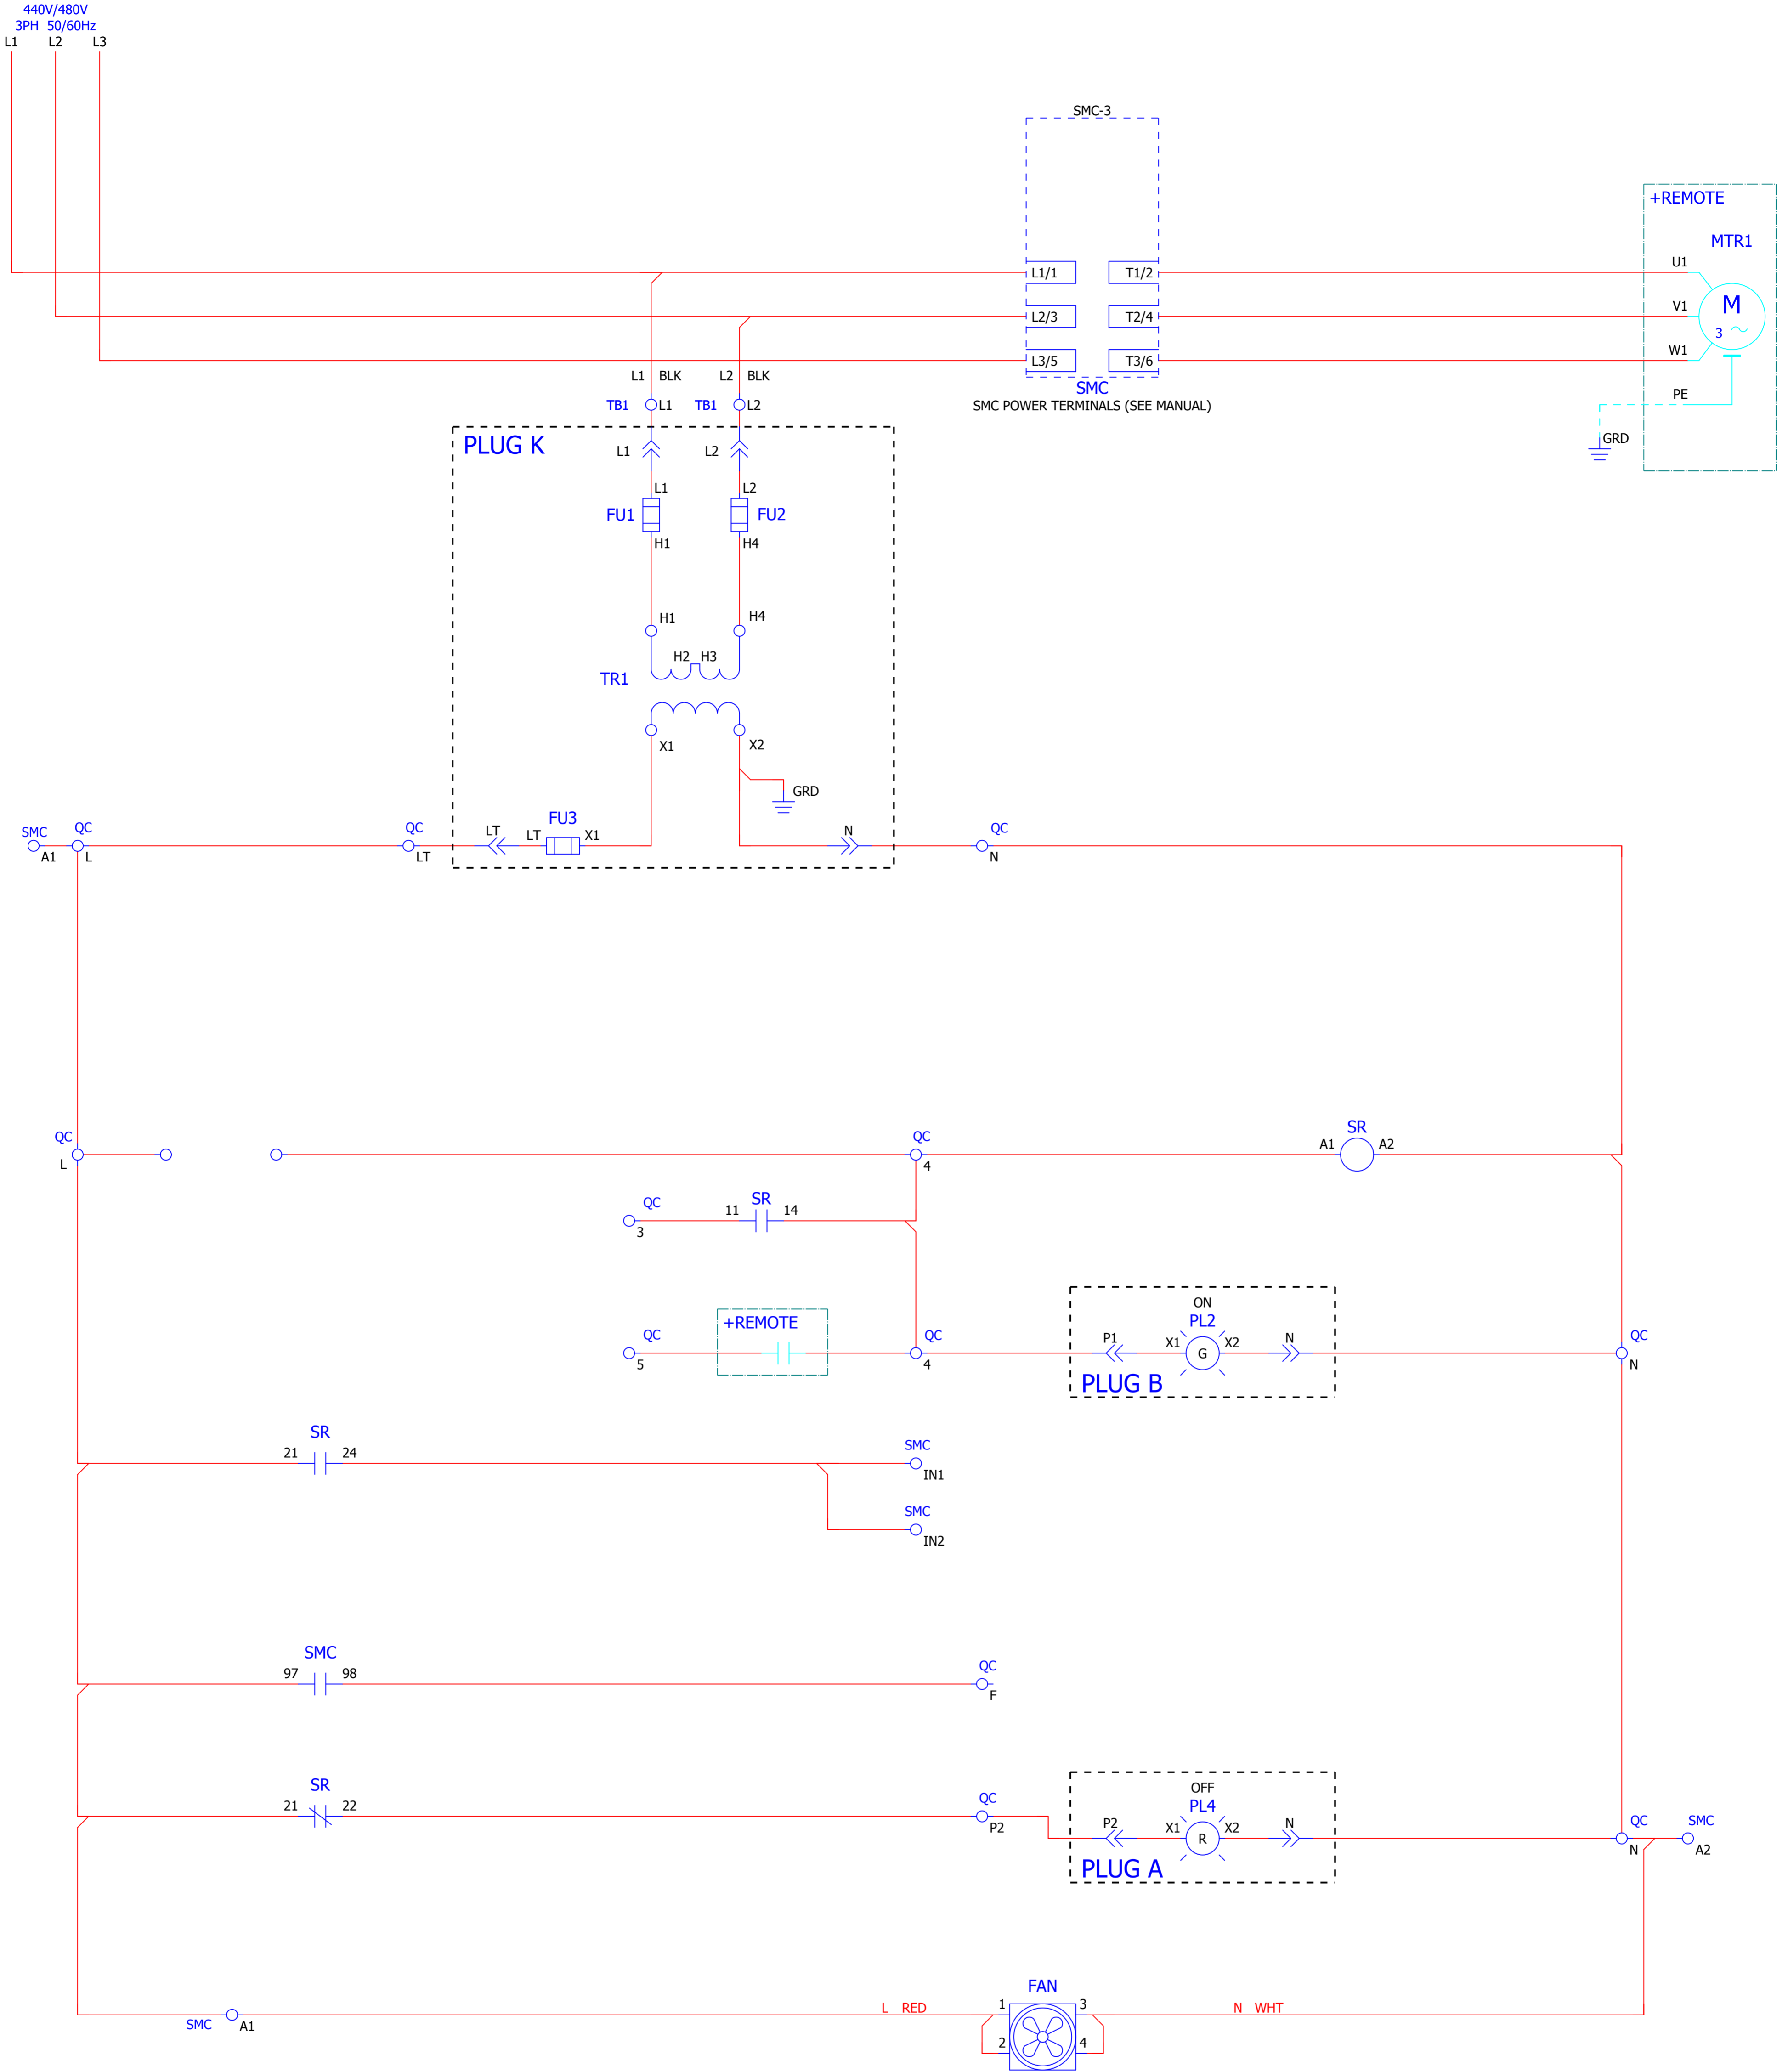 440V/480V
3PH 50/60Hz
L1 L2 L3
SMC-3
+REMOTE
MTR1
L1/1 T1/2 U1
L2/3 T2/4 V1 M
3
L3/5 T3/6 W1
L1 BLK L2 BLK
SMC
SMC POWER TERMINALS (SEE MANUAL)
PE
GRD
TB1 L1 TB1 L2
PLUG K
L1 L2
L1 L2
FU1 FU2
H1 H4
H1 H4
H2 H3
TR1
X1 X2
GRD
FU3
SMC QC QC LT LT X1 N QC
A1 L LT N
QC QC SR
L 4 A1 A2
QC SR
3 11 14
+REMOTE
ON
PL2
QC QC P1 X1 G X2 N QC
5 4 N
PLUG B
SR
21 24
SMC
IN1
SMC
IN2
SMC
97 98
QC
F
SR
21 22
QC
P2
OFF
PL4
P2 X1 R X2 N QC SMC
N A2
PLUG A
FAN
SMC A1 L RED 1 3 N WHT
2 4